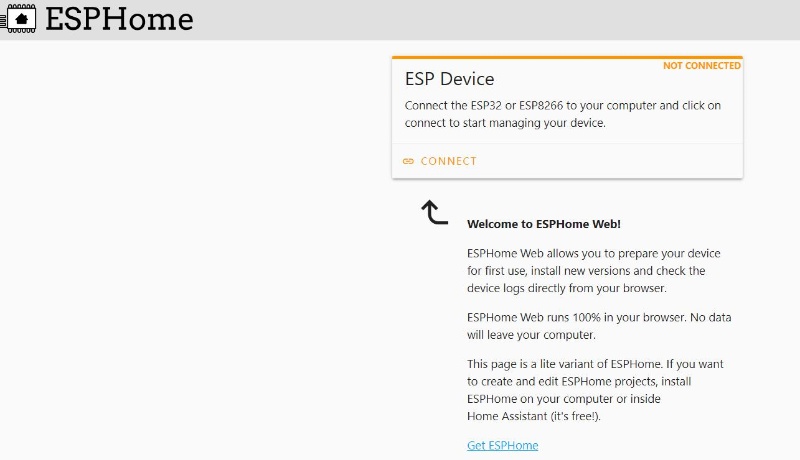 ESPHome
NOT CONNECTED
ESP Device
Connect the ESP32 or ESP8266 to your computer and click on
connect to start managing your device.
CONNECT
Welcome to ESPHome Web!
ESPHome Web allows you to prepare your device
for first use, install new versions and check the
device logs directly from your browser.
ESPHome Web runs 100% in your browser. No data
will leave your computer.
This page is a lite variant of ESPHome. If you want
to create and edit ESPHome projects, install
ESPHome on your computer or inside
Home Assistant (it's free!).
Get ESPHome